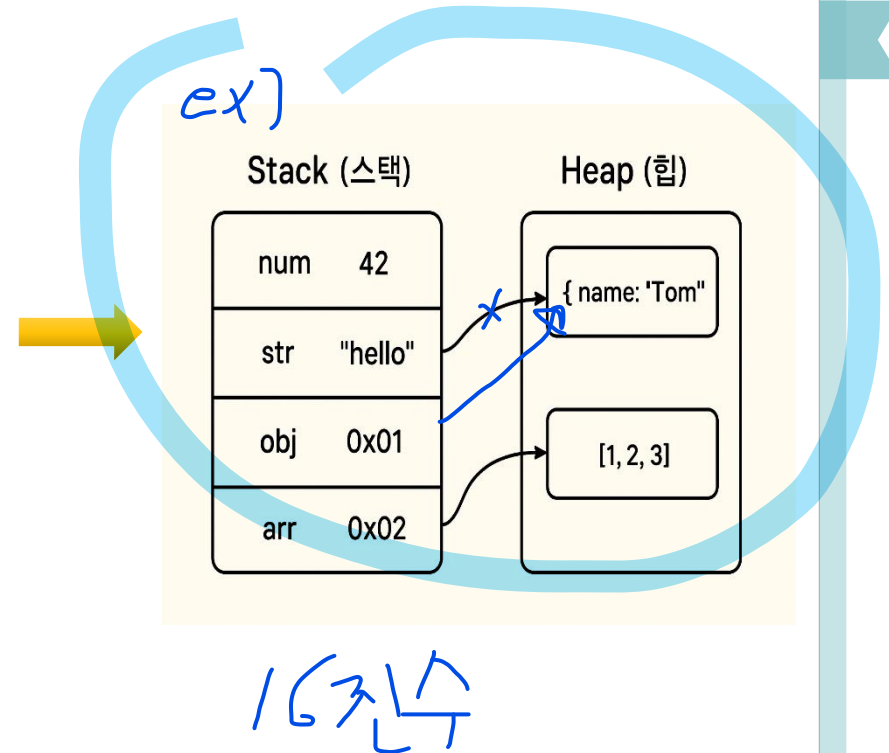 ex)
Stack (스택) Heap (힙)
num 42
{ name: "Tom"
str "hello"
obj 0x01
[1, 2, 3]
arr 0x02
16진수